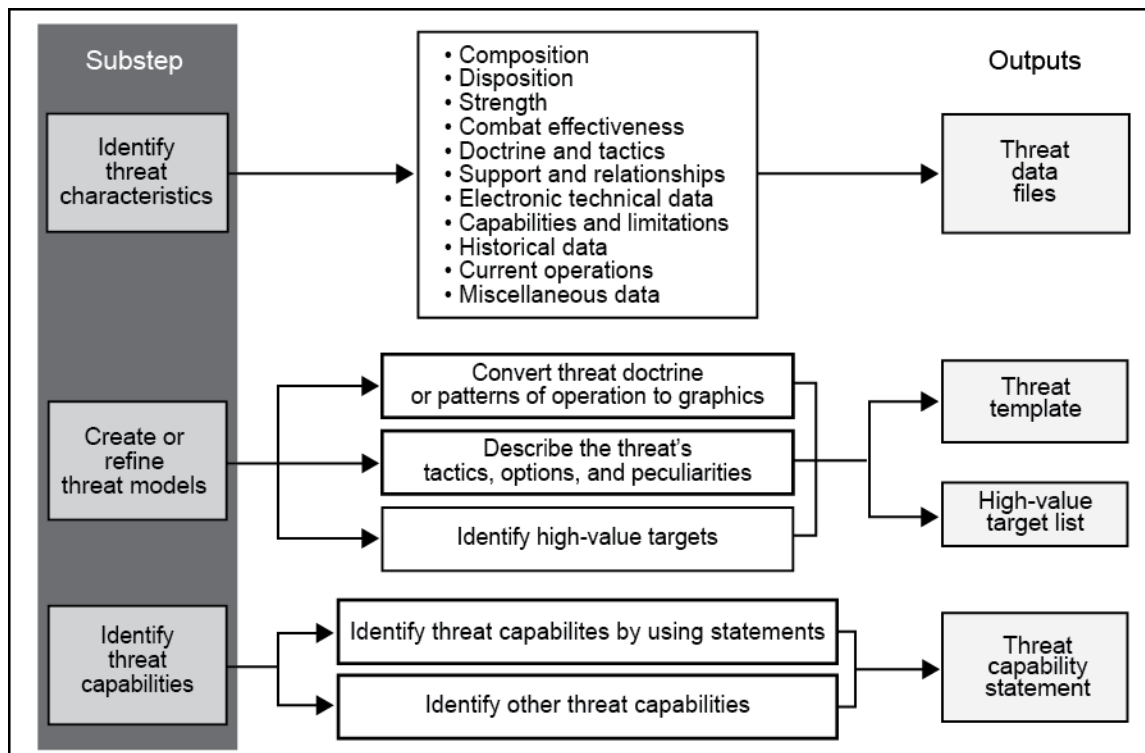 Substep
Outputs
Identify
threat
characteristics
• Composition
• Disposition
• Strength
• Combat effectiveness
• Doctrine and tactics
• Support and relationships
• Electronic technical data
• Capabilities and limitations
• Historical data
• Current operations
• Miscellaneous data
Threat
data
files
Create or
refine
threat models
Convert threat doctrine
or patterns of operation to graphics
Describe the threat’s
tactics, options, and peculiarities
Identify high-value targets
Threat
template
High-value
target list
Identify
threat
capabilities
Identify threat capabilites by using statements
Identify other threat capabilities
Threat
capability
statement